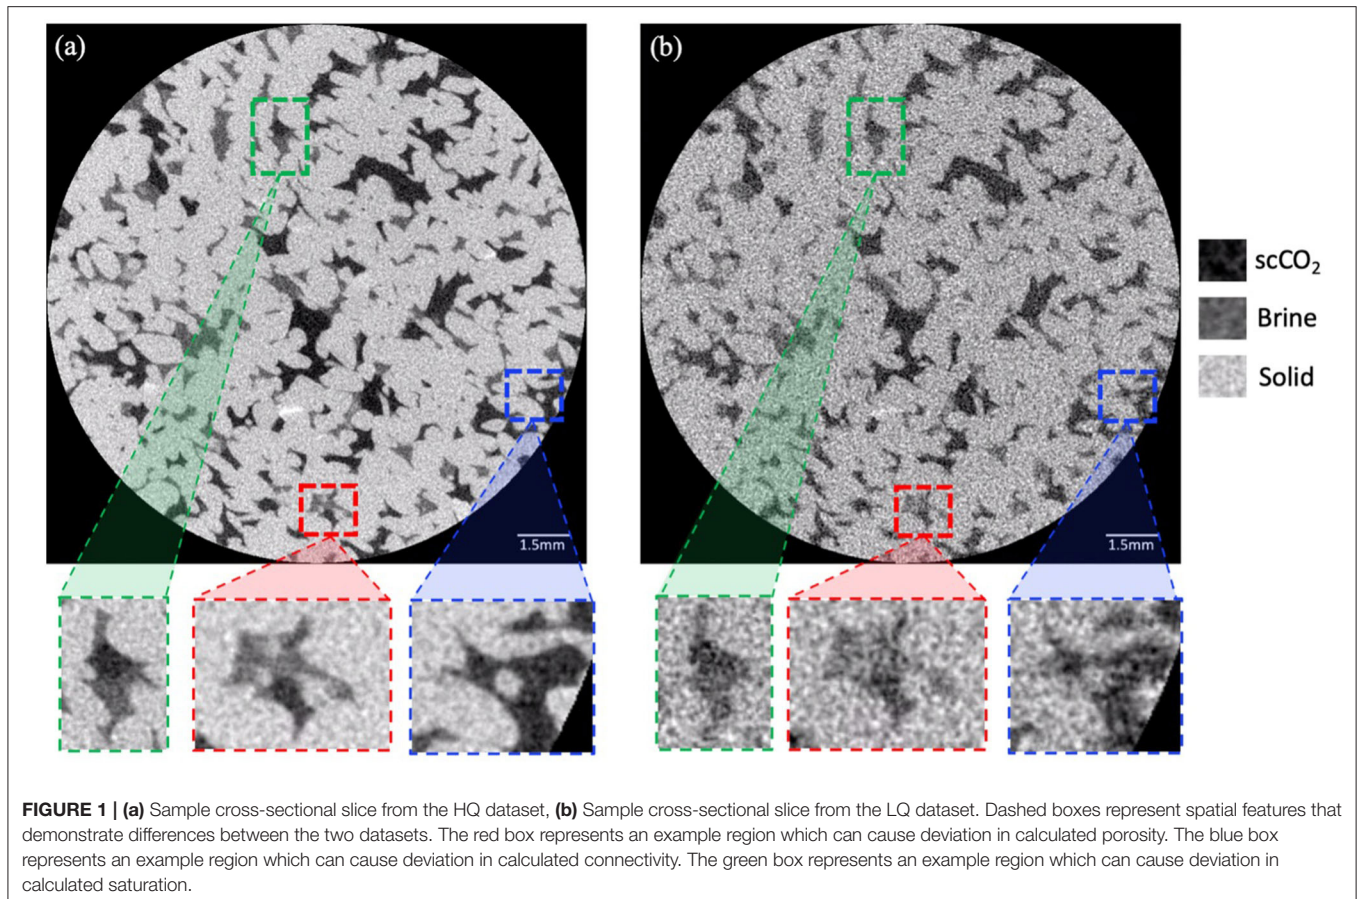 (a)
(b)
scCO₂
Brine
Solid
1.5mm
1.5mm
FIGURE 1 | (a) Sample cross-sectional slice from the HQ dataset, (b) Sample cross-sectional slice from the LQ dataset. Dashed boxes represent spatial features that
demonstrate differences between the two datasets. The red box represents an example region which can cause deviation in calculated porosity. The blue box
represents an example region which can cause deviation in calculated connectivity. The green box represents an example region which can cause deviation in
calculated saturation.